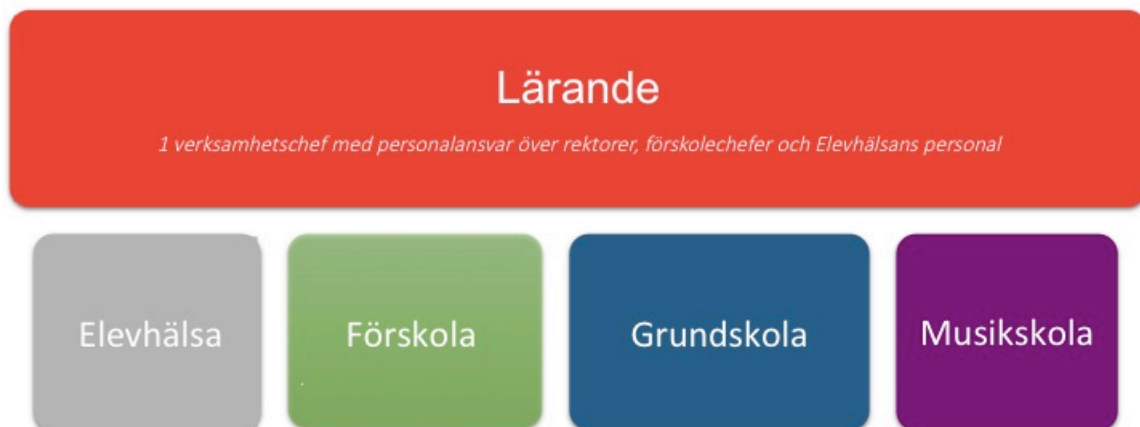 Lärande
1 verksamhetschef med personalansvar över rektorer, förskolechefer och Elevhälsans personal
Elevhälsa
Förskola
Grundskola
Musikskola